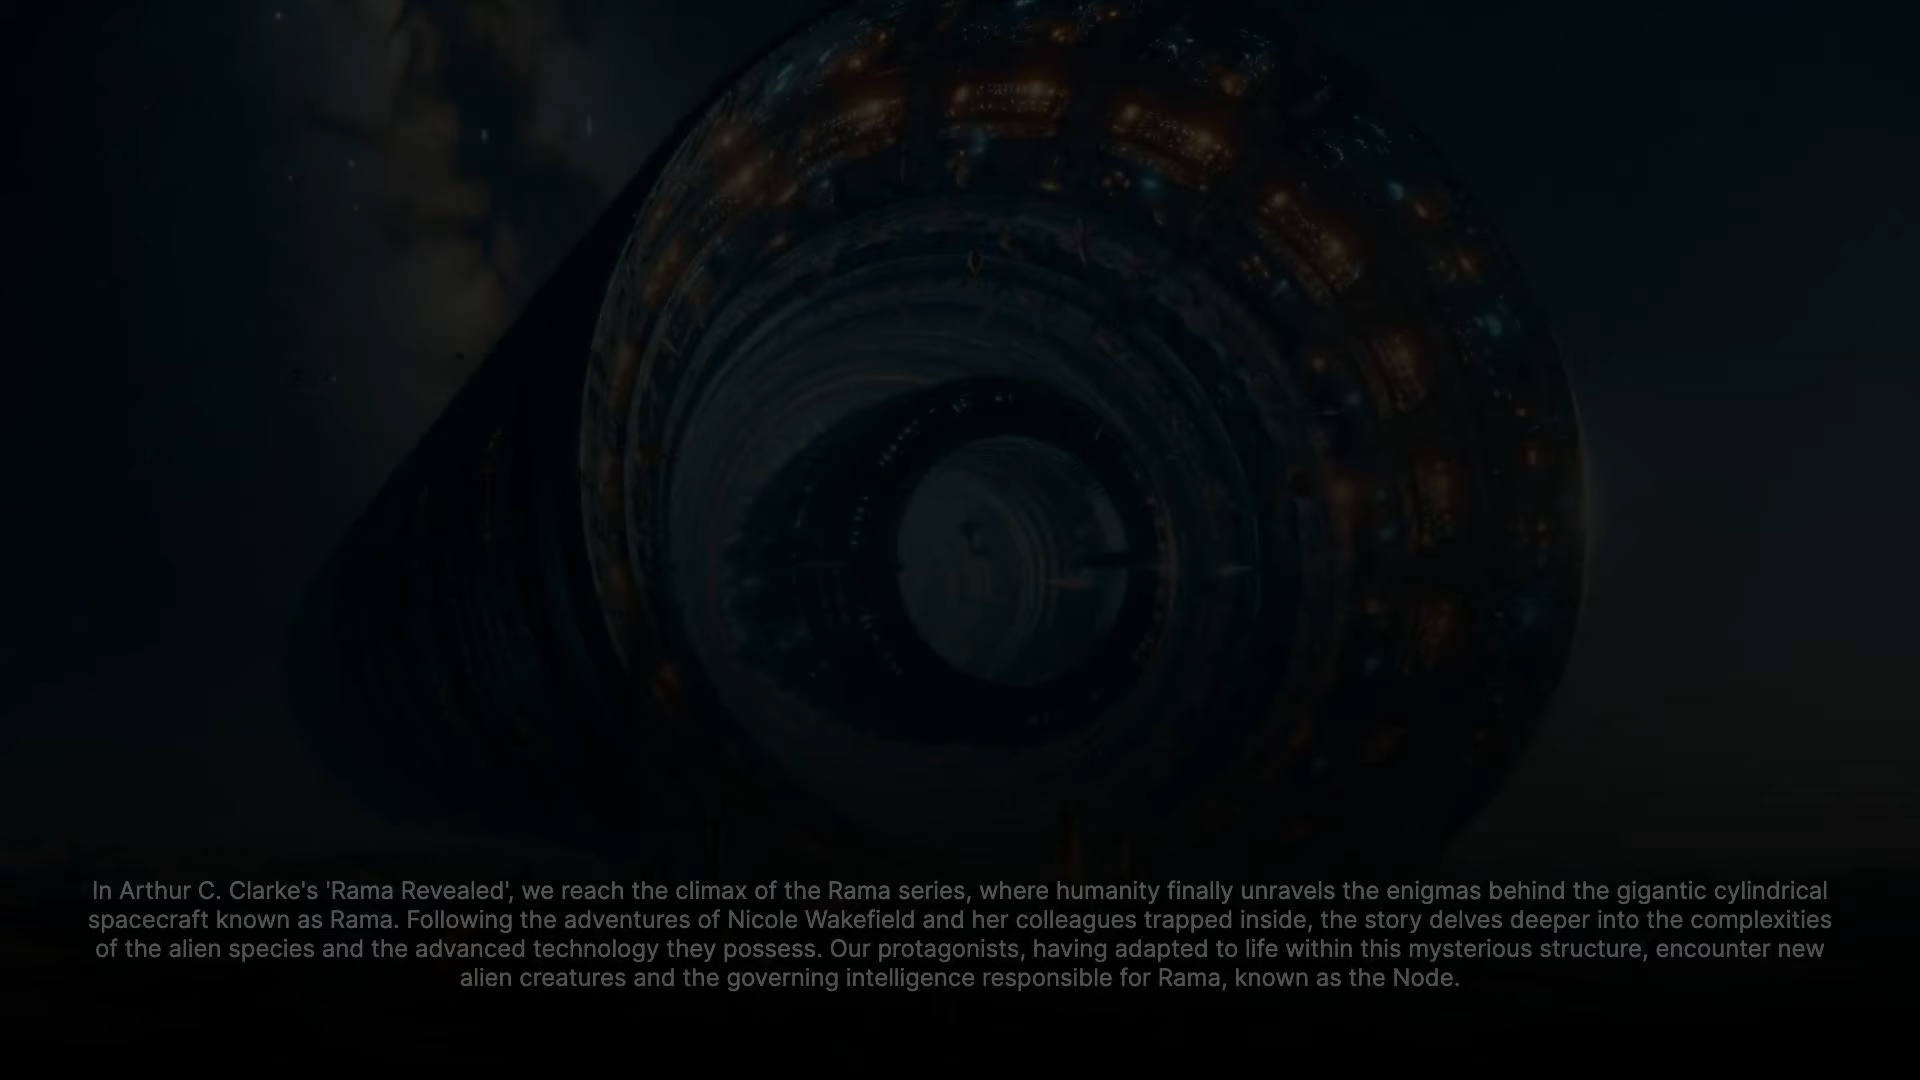 In Arthur C. Clarke's 'Rama Revealed', we reach the climax of the Rama series, where humanity finally unravels the enigmas behind the gigantic cylindrical
spacecraft known as Rama. Following the adventures of Nicole Wakefield and her colleagues trapped inside, the story delves deeper into the complexities
of the alien species and the advanced technology they possess. Our protagonists, having adapted to life within this mysterious structure, encounter new
alien creatures and the governing intelligence responsible for Rama, known as the Node.